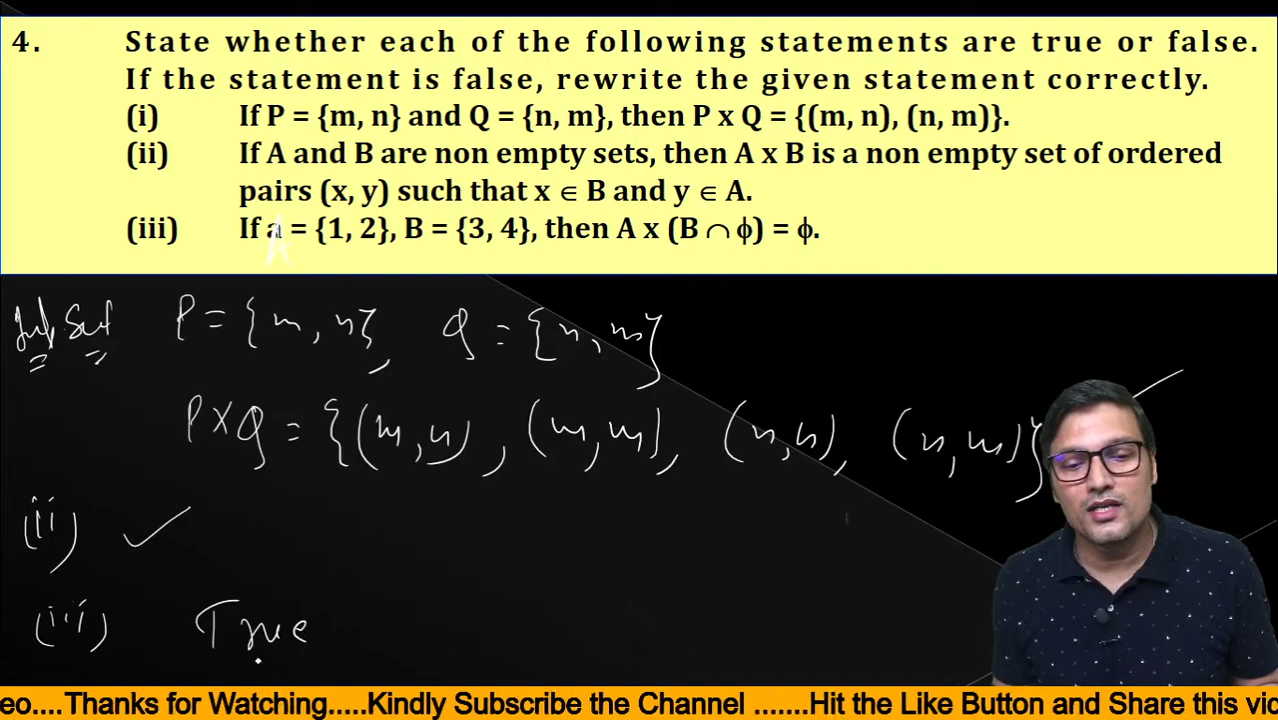 4. State whether each of the following statements are true or false.
If the statement is false, rewrite the given statement correctly.
(i) If P = {m, n} and Q = {n, m}, then P x Q = {(m, n), (n, m)}.
(ii) If A and B are non empty sets, then A x B is a non empty set of ordered
pairs (x, y) such that x ∈ B and y ∈ A.
(iii) If a = {1, 2}, B = {3, 4}, then A x (B ∩ ϕ) = ϕ.
P = {m, n}, Q = {n, m}
P×Q = {(m,n), (m,m), (n,n), (n,m)}
(ii) ✓
(iii) True
eo....Thanks for Watching.....Kindly Subscribe the Channel .......Hit the Like Button and Share this vid